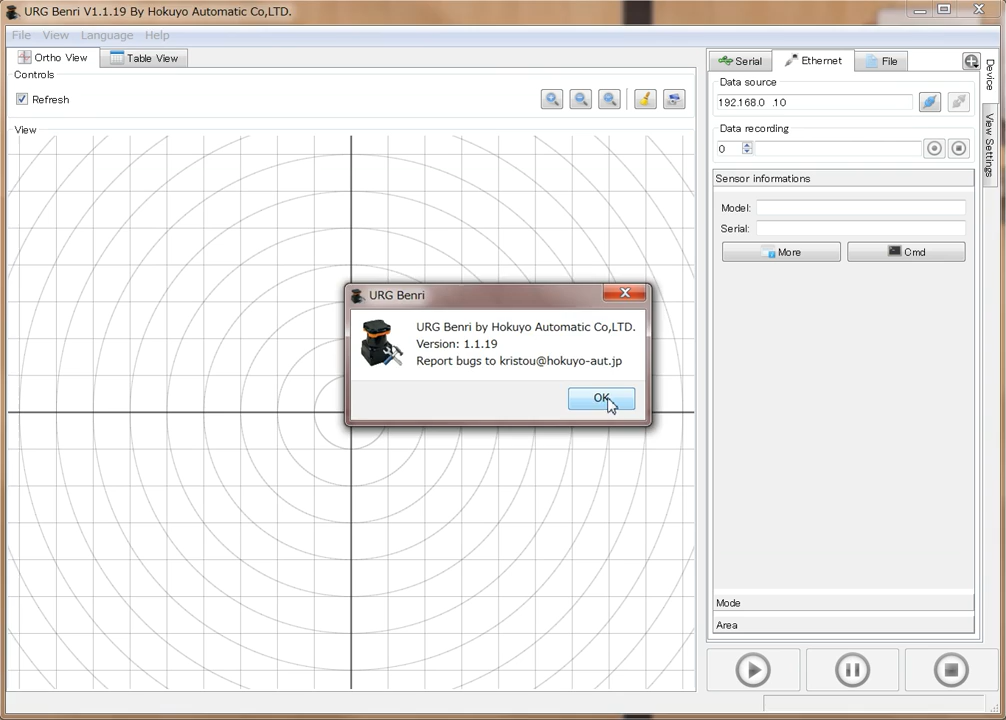 URG Benri V1.1.19 By Hokuyo Automatic Co,LTD.
File View Language Help
Ortho View Table View
Controls
Refresh
View
Serial Ethernet File
Data source
192.168.0 .10
Data recording
0
Sensor informations
Model:
Serial:
More Cmd
Mode
Area
Device
View Settings
URG Benri
URG Benri by Hokuyo Automatic Co,LTD.
Version: 1.1.19
Report bugs to kristou@hokuyo-aut.jp
OK